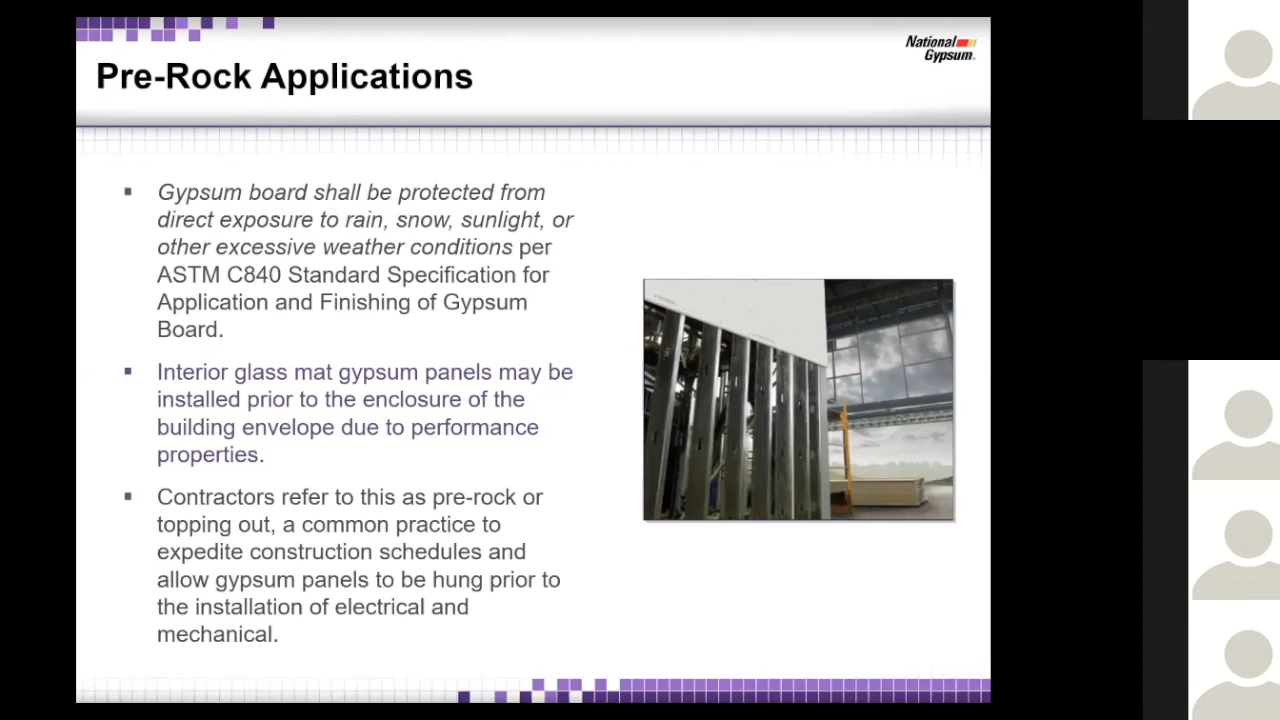 National
Gypsum
Pre-Rock Applications
Gypsum board shall be protected from
direct exposure to rain, snow, sunlight, or
other excessive weather conditions per
ASTM C840 Standard Specification for
Application and Finishing of Gypsum
Board.
Interior glass mat gypsum panels may be
installed prior to the enclosure of the
building envelope due to performance
properties.
Contractors refer to this as pre-rock or
topping out, a common practice to
expedite construction schedules and
allow gypsum panels to be hung prior to
the installation of electrical and
mechanical.